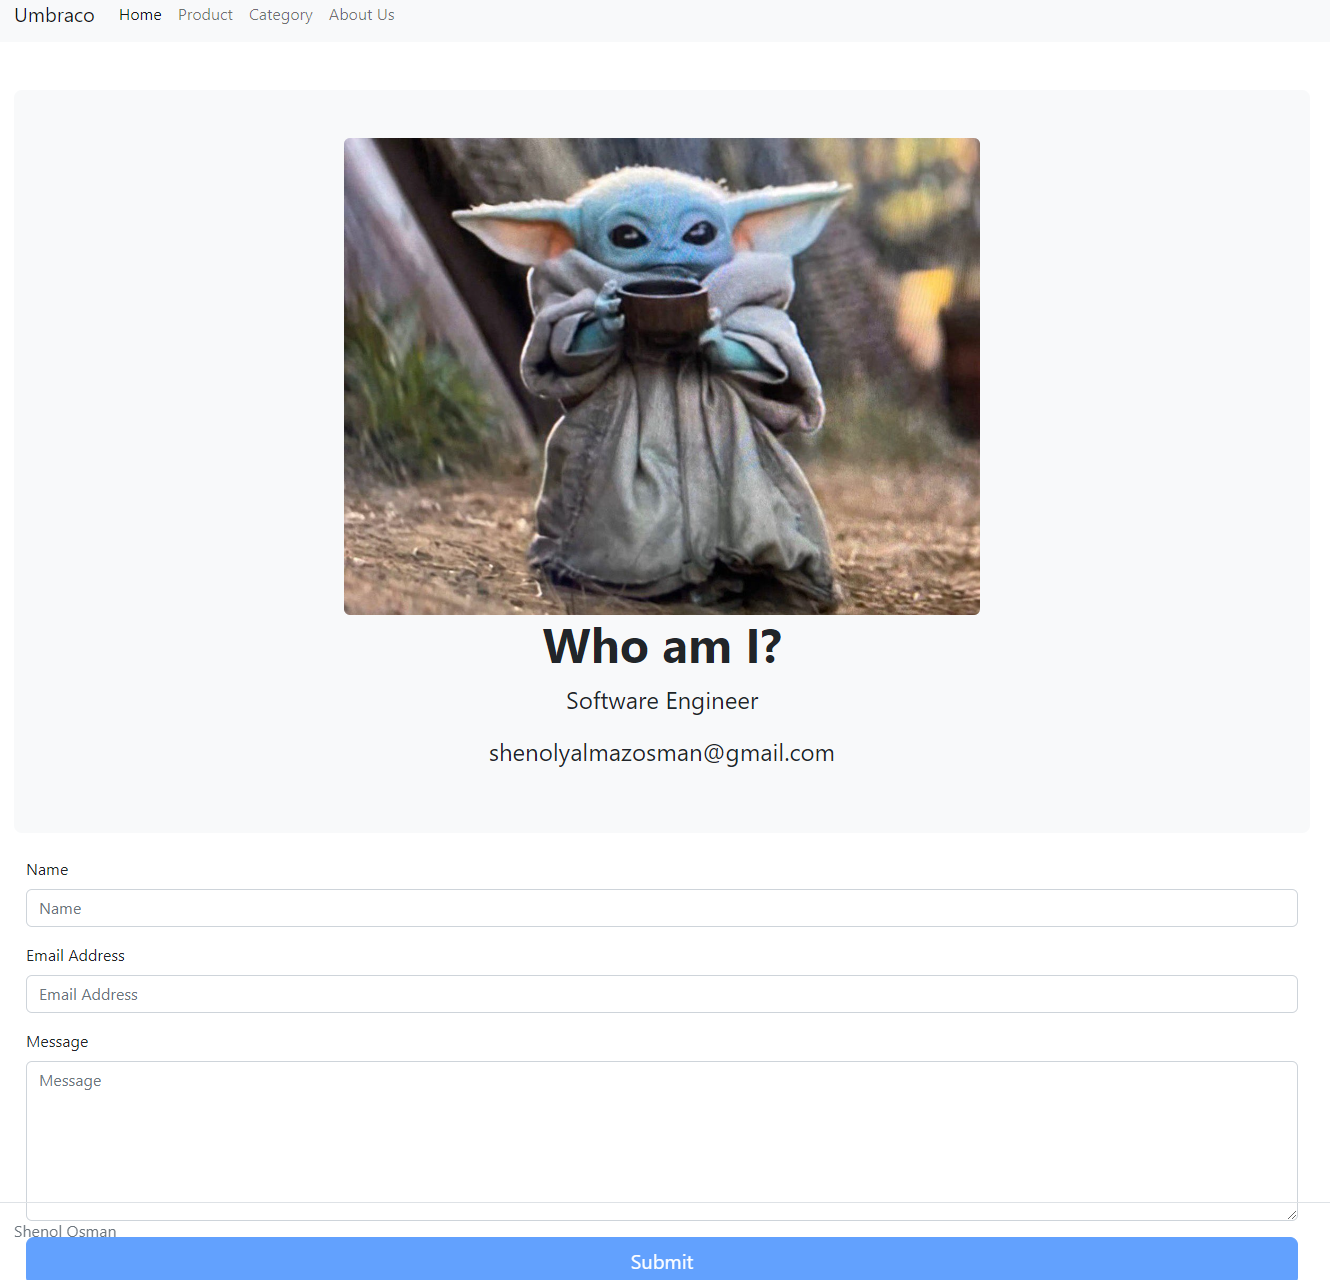 Umbraco Home Product Category About Us
Who am I?
Software Engineer
shenolyalmazosman@gmail.com
Name
Name
Email Address
Email Address
Message
Message
Shenol Osman
Submit